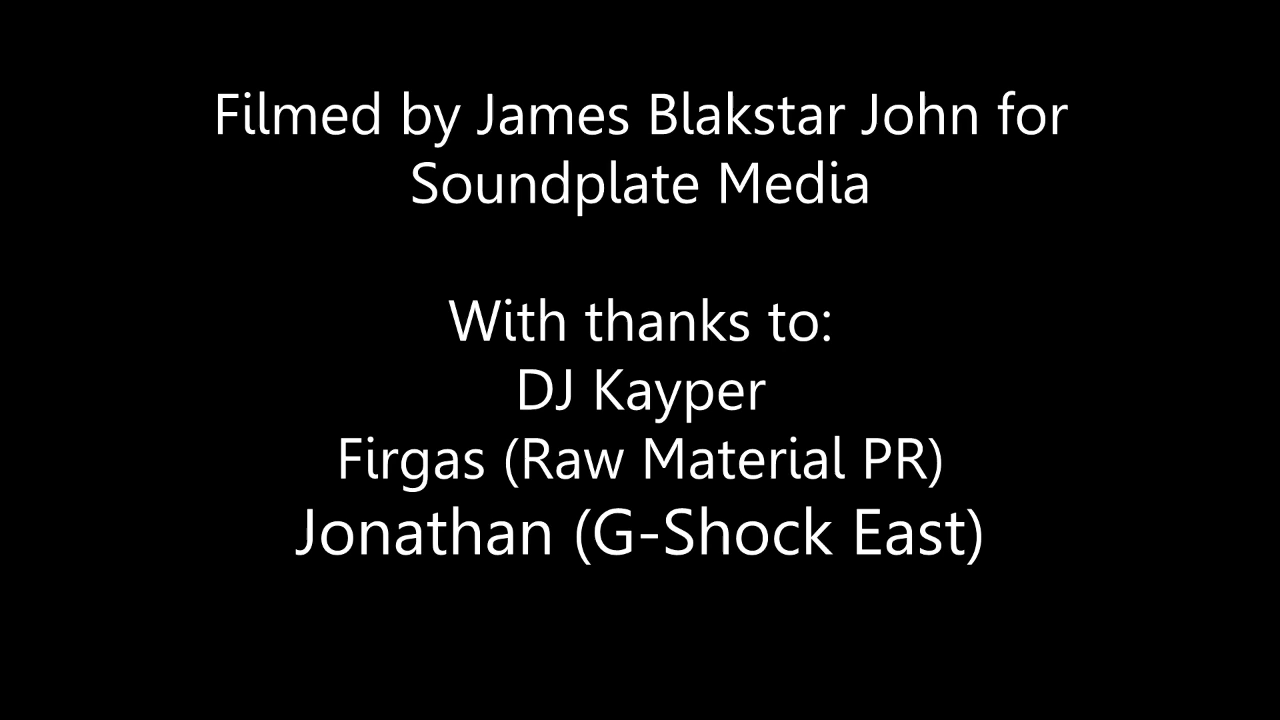 Filmed by James Blakstar John for
Soundplate Media
With thanks to:
DJ Kayper
Firgas (Raw Material PR)
Jonathan (G-Shock East)